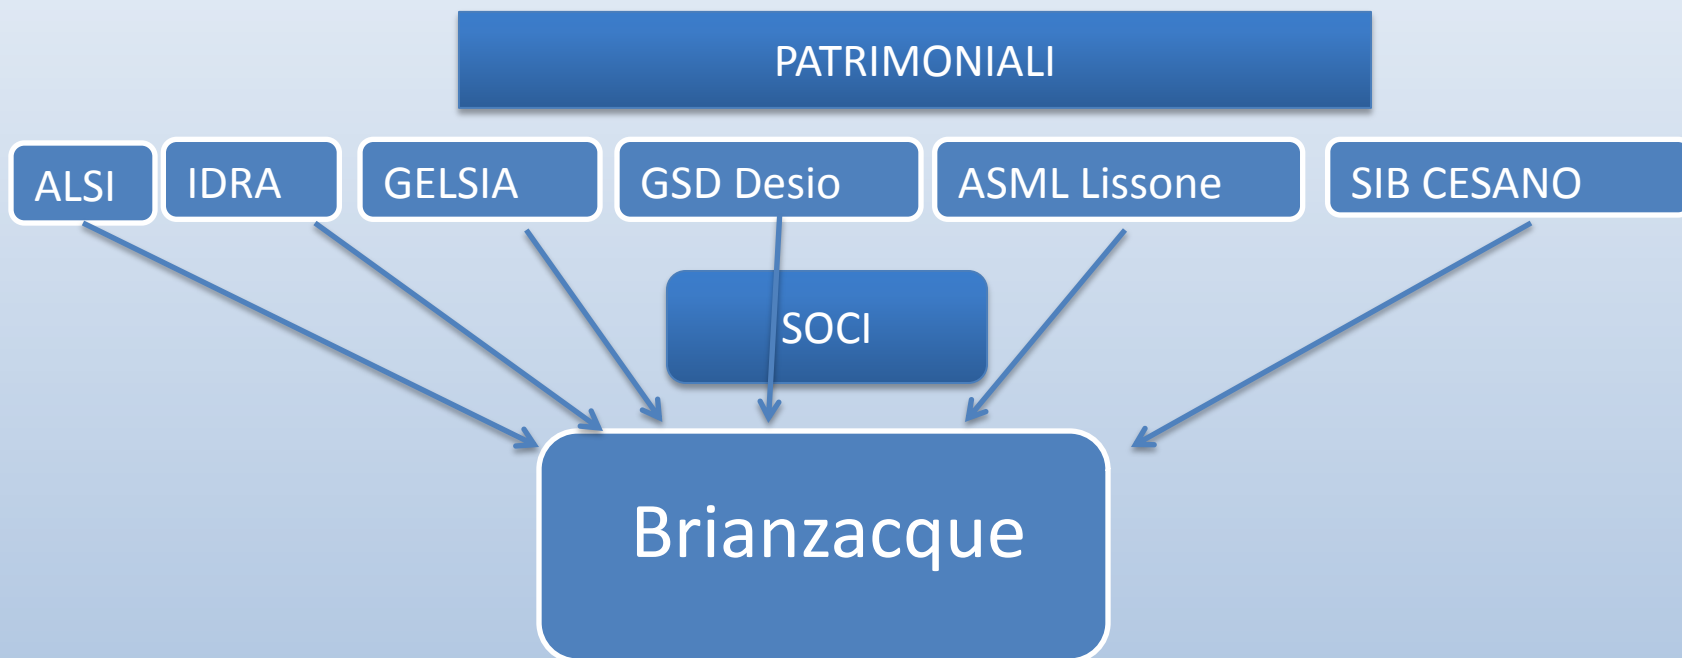 PATRIMONIALI
ALSI
IDRA
GELSIA
GSD Desio
ASML Lissone
SIB CESANO
SOCI
Brianzacque